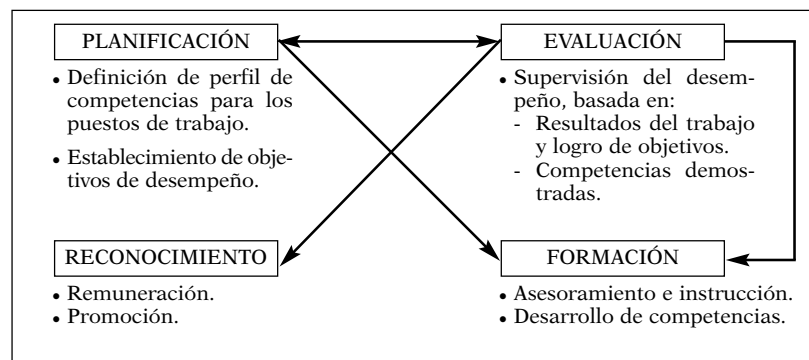 PLANIFICACIÓN
• Definición de perfil de
competencias para los
puestos de trabajo.
• Establecimiento de obje-
tivos de desempeño.
EVALUACIÓN
• Supervisión del desem-
peño, basada en:
- Resultados del trabajo
y logro de objetivos.
- Competencias demos-
tradas.
RECONOCIMIENTO
• Remuneración.
• Promoción.
FORMACIÓN
• Asesoramiento e instrucción.
• Desarrollo de competencias.